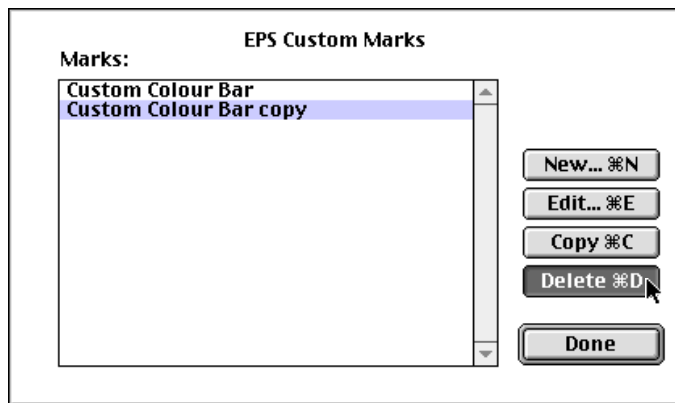 EPS Custom Marks
Marks:
Custom Colour Bar
Custom Colour Bar copy
New... ⌘N
Edit... ⌘E
Copy ⌘C
Delete ⌘D
Done